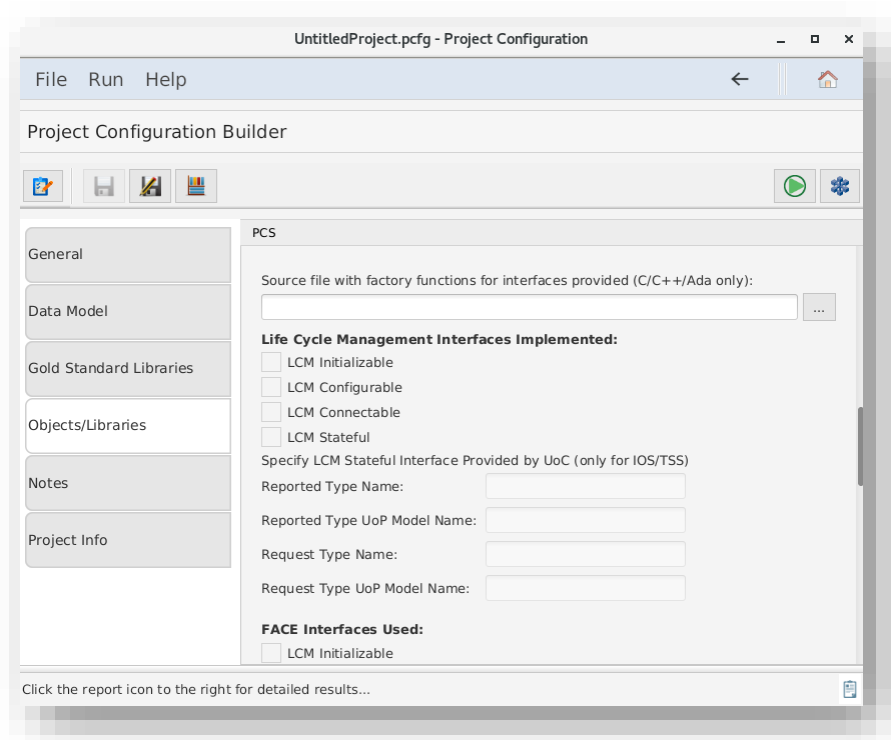 UntitledProject.pcfg - Project Configuration
File Run Help
Project Configuration Builder
General
Data Model
Gold Standard Libraries
Objects/Libraries
Notes
Project Info
PCS
Source file with factory functions for interfaces provided (C/C++/Ada only):
...
Life Cycle Management Interfaces Implemented:
LCM Initializable
LCM Configurable
LCM Connectable
LCM Stateful
Specify LCM Stateful Interface Provided by UoC (only for IOS/TSS)
Reported Type Name:
Reported Type UoP Model Name:
Request Type Name:
Request Type UoP Model Name:
FACE Interfaces Used:
LCM Initializable
Click the report icon to the right for detailed results...